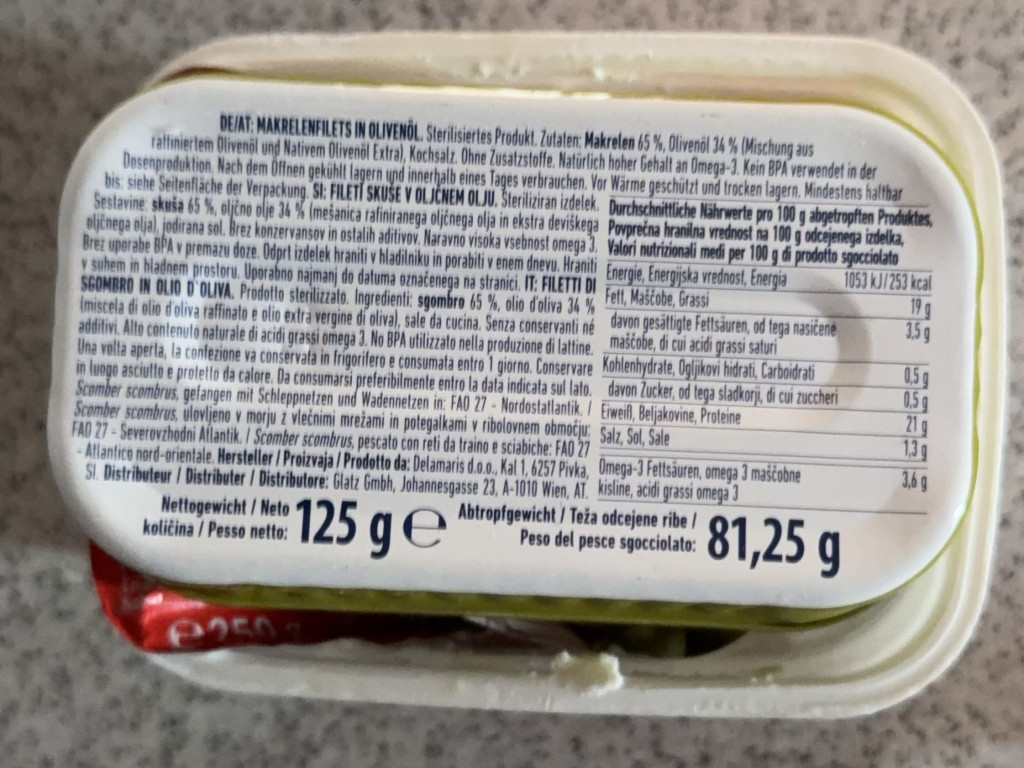 DE/AT: MAKRELENFILETS IN OLIVENÖL. Sterilisiertes Produkt. Zutaten: Makrelen 65 %, Olivenöl 34 % (Mischung aus
raffiniertem Olivenöl und Nativem Olivenöl Extra), Kochsalz. Ohne Zusatzstoffe. Natürlich hoher Gehalt an Omega-3. Kein BPA verwendet in der
Dosenproduktion. Nach dem Öffnen gekühlt lagern und innerhalb eines Tages verbrauchen. Vor Wärme geschützt und trocken lagern. Mindestens haltbar
bis: siehe Seitenfläche der Verpackung. SI: FILETI SKUŠE V OLJČNEM OLJU. Steriliziran izdelek.
Sestavine: skuša 65 %, oljčno olje 34 % (mešanica rafiniranega oljčnega olja in ekstra deviškega
oljčnega olja), jodirana sol. Brez konzervansov in ostalih aditivov. Naravno visoka vsebnost omega 3.
Brez uporabe BPA v premazu doze. Odprt izdelek hraniti v hladilniku in porabiti v enem dnevu. Hraniti
v suhem in hladnem prostoru. Uporabno najmanj do datuma označenega na stranici. IT: FILETTI DI
SGOMBRO IN OLIO D'OLIVA. Prodotto sterilizzato. Ingredienti: sgombro 65 %, olio d'oliva 34 %
(miscela di olio d'oliva raffinato e olio extra vergine di oliva), sale da cucina. Senza conservanti né
additivi. Alto contenuto naturale di acidi grassi omega 3. No BPA utilizzato nella produzione di lattine.
Una volta aperta, la confezione va conservata in frigorifero e consumata entro 1 giorno. Conservare
in luogo asciutto e protetto da calore. Da consumarsi preferibilmente entro la data indicata sul lato.
Scomber scombrus, gefangen mit Schleppnetzen und Wadennetzen in: FAO 27 - Nordostatlantik. /
Scomber scombrus, ulovljeno v morju z vlečnimi mrežami in potegalkami v ribolovnem območju:
FAO 27 - Severovzhodni Atlantik. / Scomber scombrus, pescato con reti da traino e sciabiche: FAO 27
- Atlantico nord-orientale. Hersteller / Proizvaja / Prodotto da: Delamaris d.o.o., Kal 1, 6257 Pivka,
SI. Distributeur / Distributer / Distributore: Glatz Gmbh, Johannesgasse 23, A-1010 Wien, AT.
Durchschnittliche Nährwerte pro 100 g abgetropften Produktes,
Povprečna hranilna vrednost na 100 g odcejenega izdelka,
Valori nutrizionali medi per 100 g di prodotto sgocciolato
Energie, Energijska vrednost, Energia 1053 kJ/253 kcal
Fett, Maščobe, Grassi 19 g
davon gesättigte Fettsäuren, od tega nasičene 3,5 g
maščobe, di cui acidi grassi saturi
Kohlenhydrate, Ogljikovi hidrati, Carboidrati 0,5 g
davon Zucker, od tega sladkorji, di cui zuccheri 0,5 g
Eiweiß, Beljakovine, Proteine 21 g
Salz, Sol, Sale 1,3 g
Omega-3 Fettsäuren, omega 3 maščobne 3,6 g
kisline, acidi grassi omega 3
Nettogewicht / Neto
količina / Pesso netto: 125 g e
Abtropfgewicht / Teža odcejene ribe /
Peso del pesce sgocciolato: 81,25 g
e250